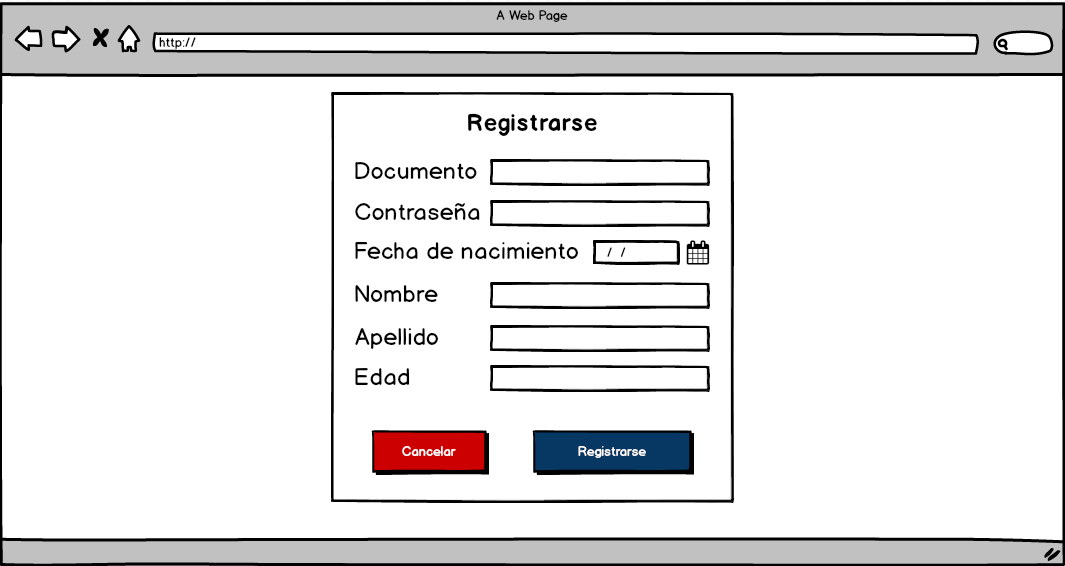 A Web Page
http://
Registrarse
Documento
Contraseña
Fecha de nacimiento / /
Nombre
Apellido
Edad
Cancelar Registrarse